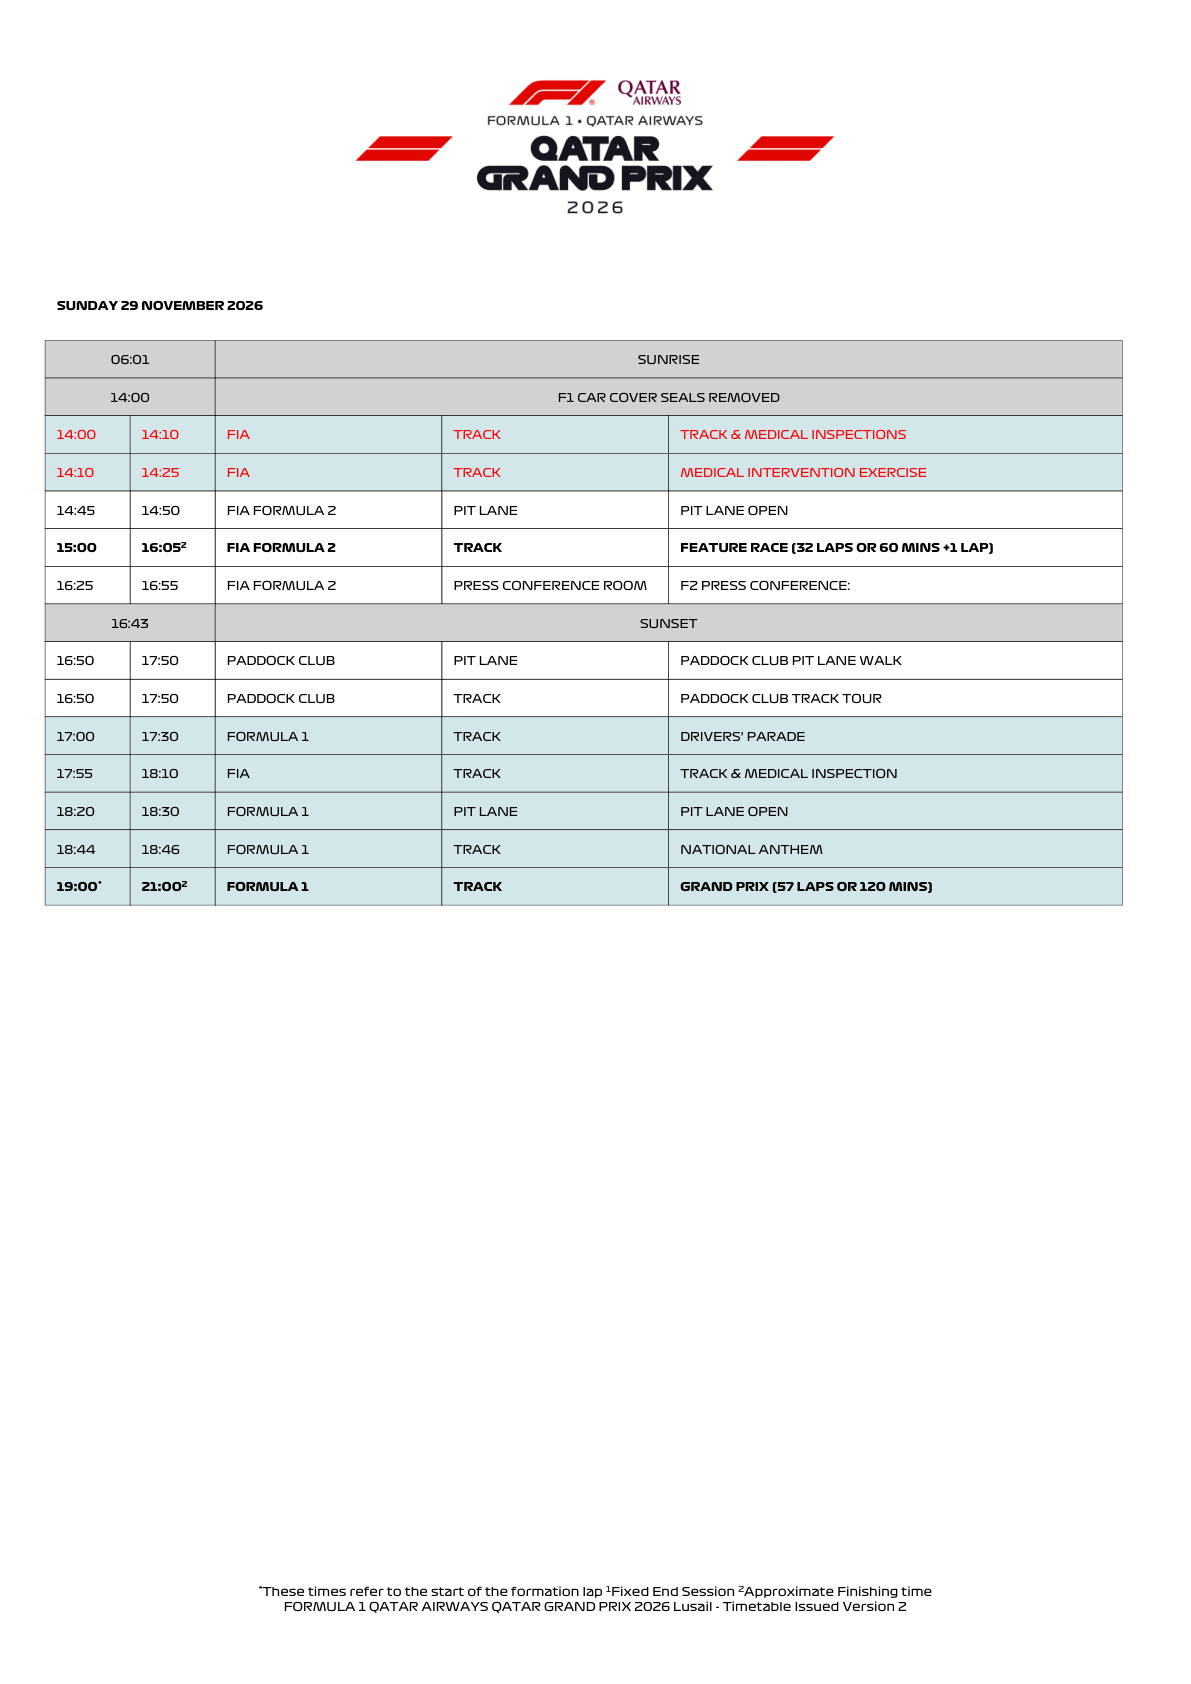 F1® QATAR AIRWAYS
FORMULA 1 • QATAR AIRWAYS
QATAR
GRAND PRIX
2026
SUNDAY 29 NOVEMBER 2026
06:01 SUNRISE
14:00 F1 CAR COVER SEALS REMOVED
14:00 14:10 FIA TRACK TRACK & MEDICAL INSPECTIONS
14:10 14:25 FIA TRACK MEDICAL INTERVENTION EXERCISE
14:45 14:50 FIA FORMULA 2 PIT LANE PIT LANE OPEN
15:00 16:05² FIA FORMULA 2 TRACK FEATURE RACE (32 LAPS OR 60 MINS +1 LAP)
16:25 16:55 FIA FORMULA 2 PRESS CONFERENCE ROOM F2 PRESS CONFERENCE:
16:43 SUNSET
16:50 17:50 PADDOCK CLUB PIT LANE PADDOCK CLUB PIT LANE WALK
16:50 17:50 PADDOCK CLUB TRACK PADDOCK CLUB TRACK TOUR
17:00 17:30 FORMULA 1 TRACK DRIVERS' PARADE
17:55 18:10 FIA TRACK TRACK & MEDICAL INSPECTION
18:20 18:30 FORMULA 1 PIT LANE PIT LANE OPEN
18:44 18:46 FORMULA 1 TRACK NATIONAL ANTHEM
19:00* 21:00² FORMULA 1 TRACK GRAND PRIX (57 LAPS OR 120 MINS)
*These times refer to the start of the formation lap ¹Fixed End Session ²Approximate Finishing time
FORMULA 1 QATAR AIRWAYS QATAR GRAND PRIX 2026 Lusail - Timetable Issued Version 2